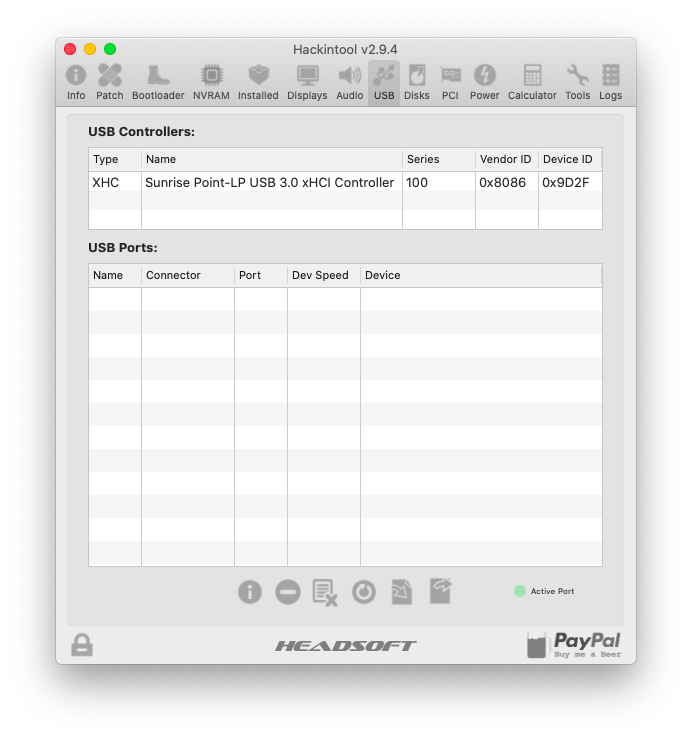 Hackintool v2.9.4
Info Patch Bootloader NVRAM Installed Displays Audio USB Disks PCI Power Calculator Tools Logs
USB Controllers:
Type Name Series Vendor ID Device ID
XHC Sunrise Point-LP USB 3.0 xHCI Controller 100 0x8086 0x9D2F
USB Ports:
Name Connector Port Dev Speed Device
Active Port
HEADSOFT
PayPal
Buy me a Beer